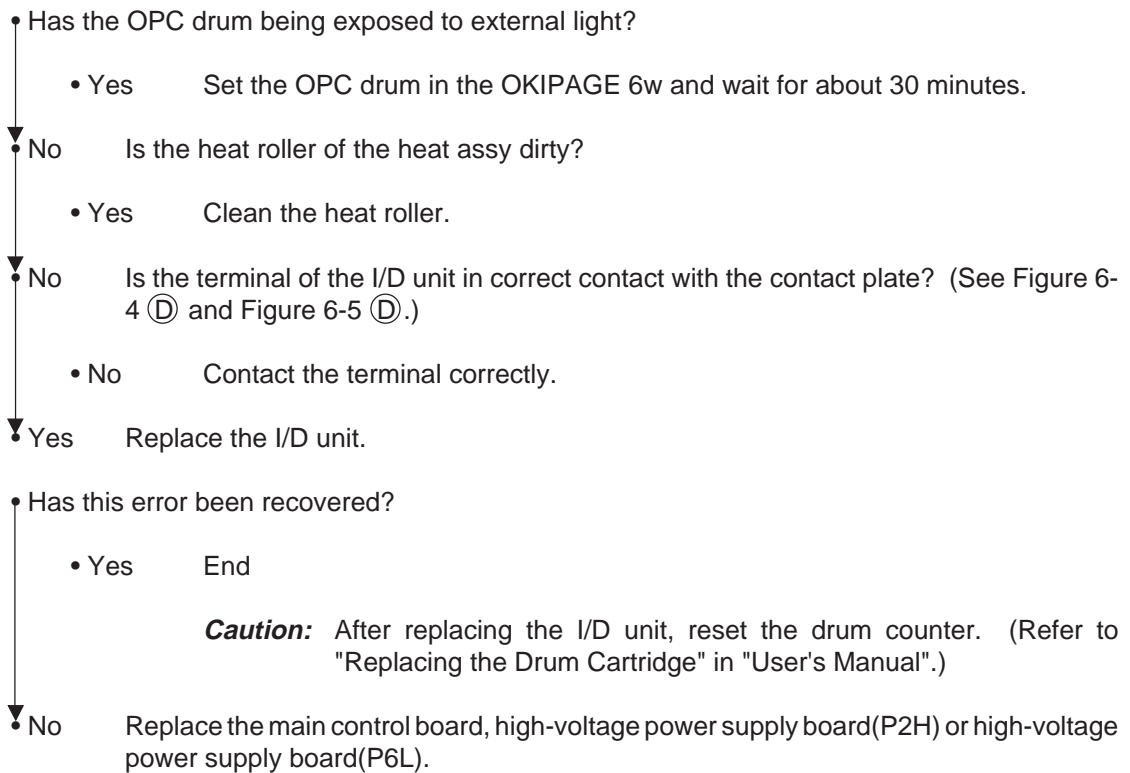 • Has the OPC drum being exposed to external light?
• Yes Set the OPC drum in the OKIPAGE 6w and wait for about 30 minutes.
• No Is the heat roller of the heat assy dirty?
• Yes Clean the heat roller.
• No Is the terminal of the I/D unit in correct contact with the contact plate? (See Figure 6-
4 Ⓓ and Figure 6-5 Ⓓ.)
• No Contact the terminal correctly.
• Yes Replace the I/D unit.
• Has this error been recovered?
• Yes End
Caution: After replacing the I/D unit, reset the drum counter. (Refer to
"Replacing the Drum Cartridge" in "User's Manual".)
• No Replace the main control board, high-voltage power supply board(P2H) or high-voltage
power supply board(P6L).